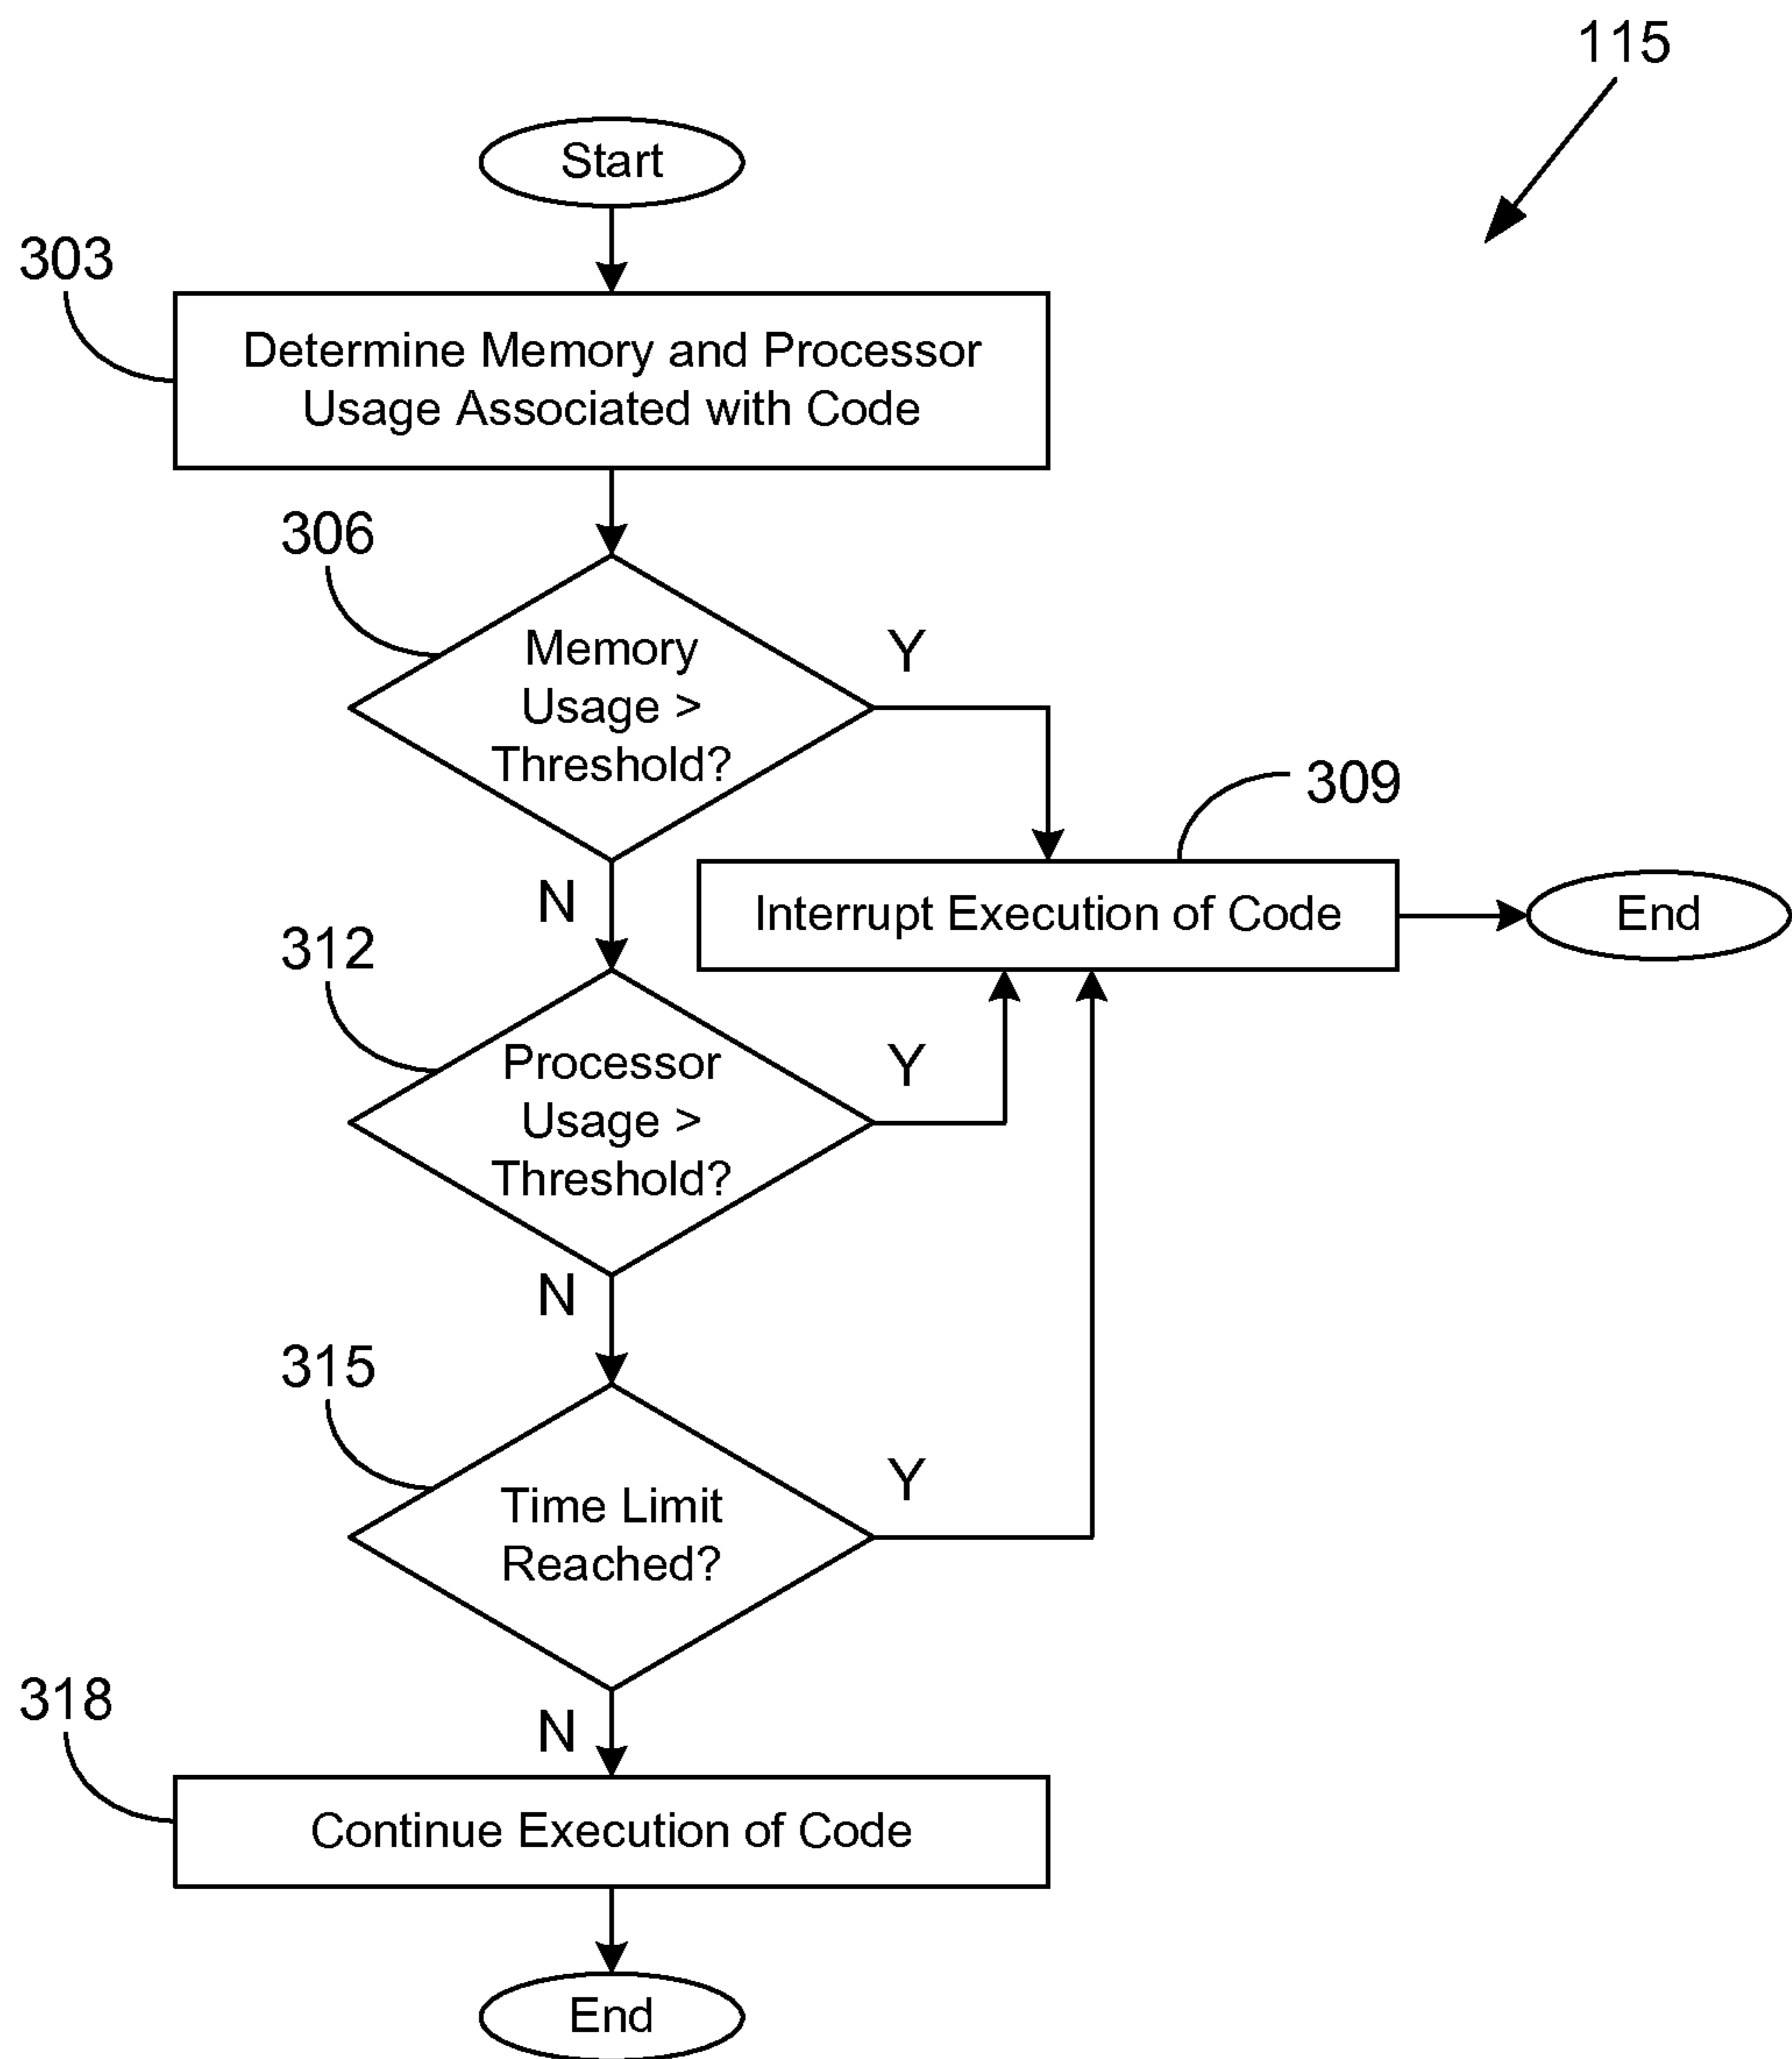 115
Start
303
Determine Memory and Processor
Usage Associated with Code
306
Memory
Usage >
Threshold?
Y
309
N
Interrupt Execution of Code
End
312
Processor
Usage >
Threshold?
Y
N
315
Time Limit
Reached?
Y
318
N
Continue Execution of Code
End